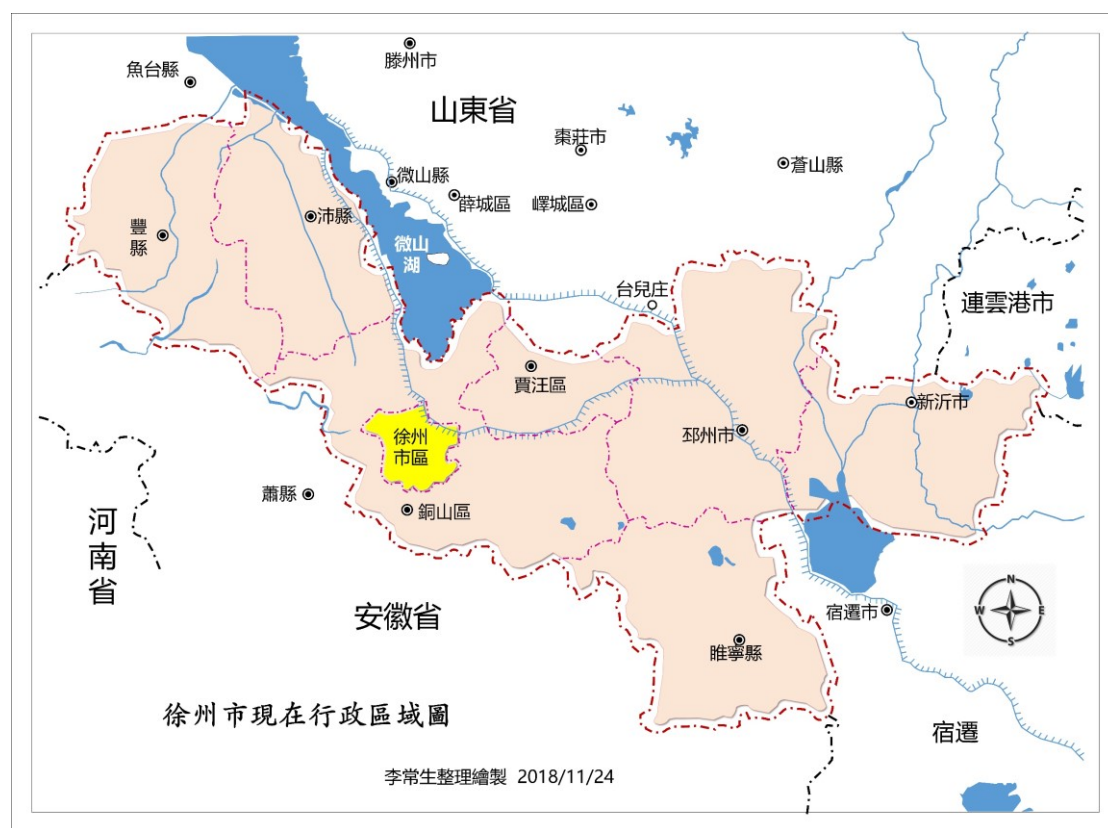 滕州市
魚台縣
山東省
棗莊市
蒼山縣
微山縣
薛城區
嶧城區
豐
縣
沛縣
微山
湖
台兒庄
連雲港市
賈汪區
新沂市
徐州
市區
邳州市
蕭縣
銅山區
河
南
省
安徽省
N
W
E
S
宿遷市
睢寧縣
徐州市現在行政區域圖
宿遷
李常生整理繪製 2018/11/24